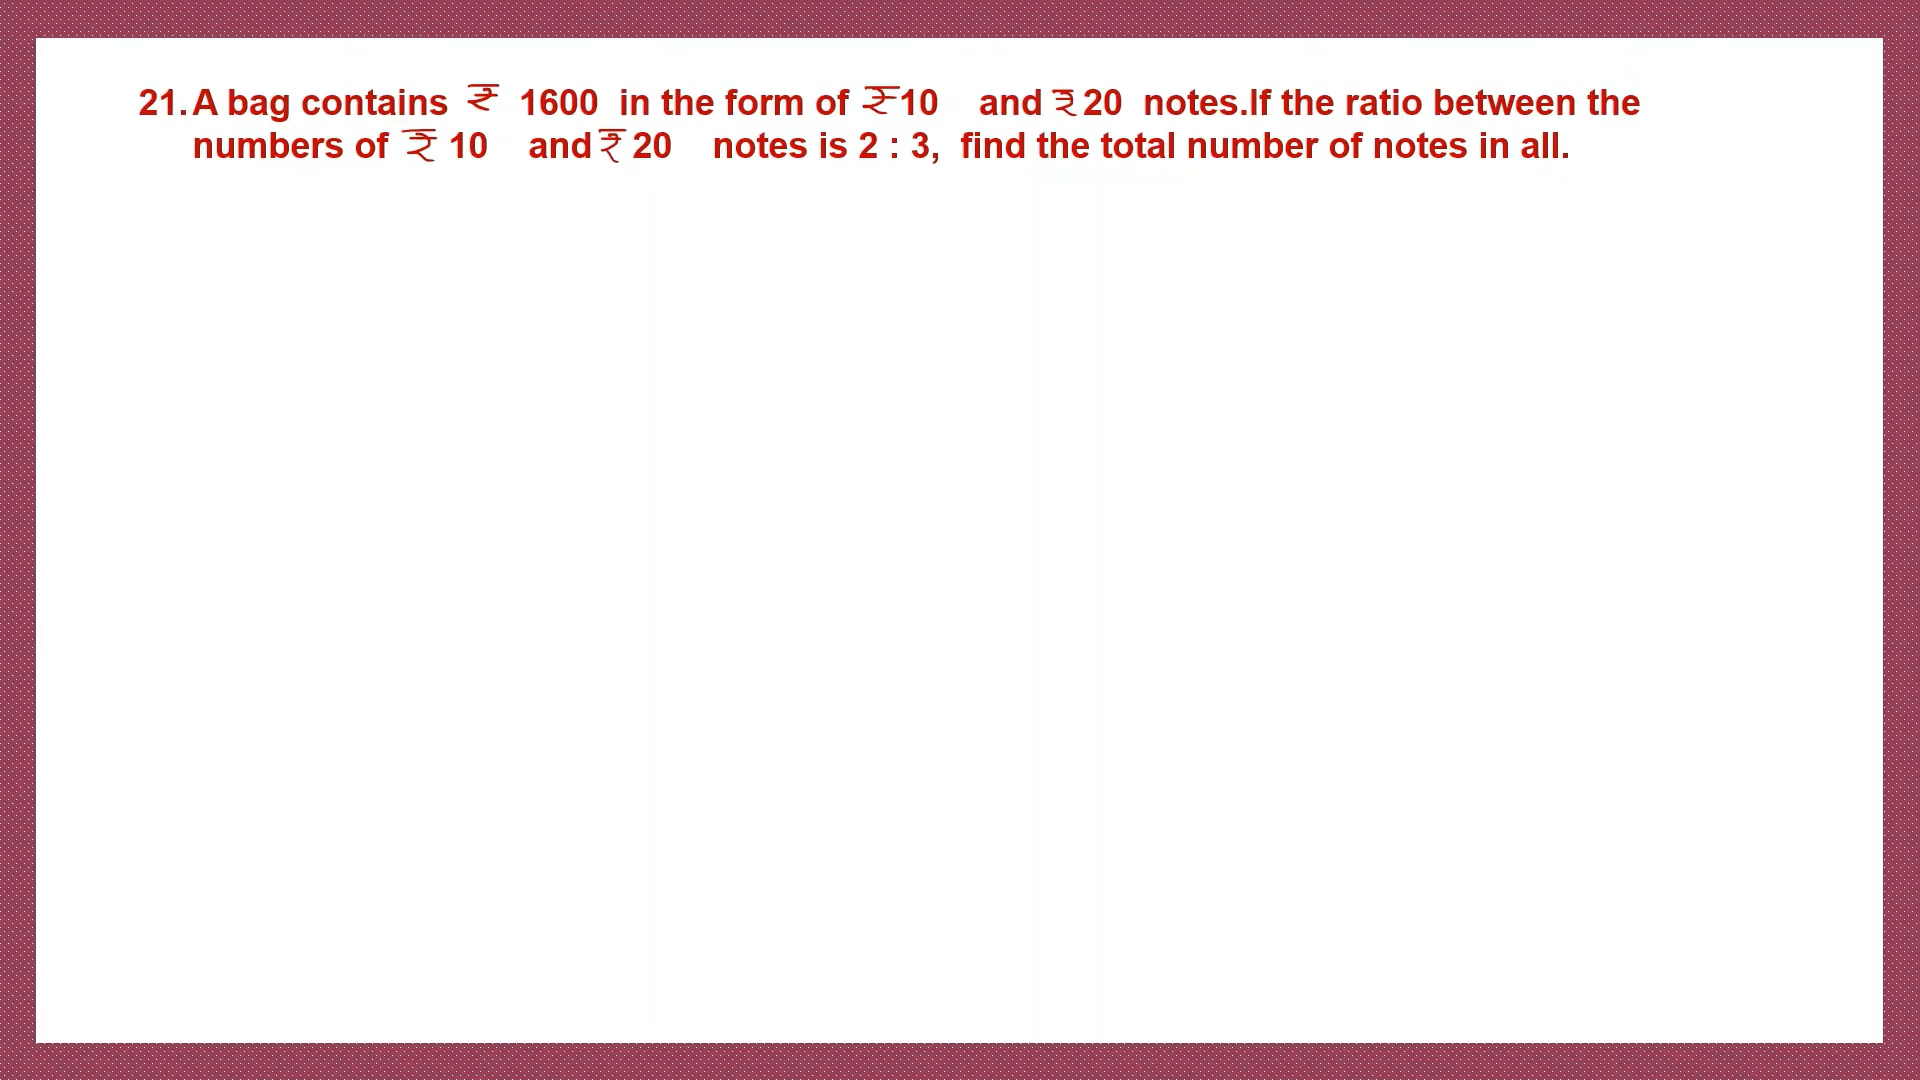 21. A bag contains ₹ 1600 in the form of ₹ 10 and ₹ 20 notes.If the ratio between the
numbers of ₹ 10 and ₹ 20 notes is 2 : 3, find the total number of notes in all.